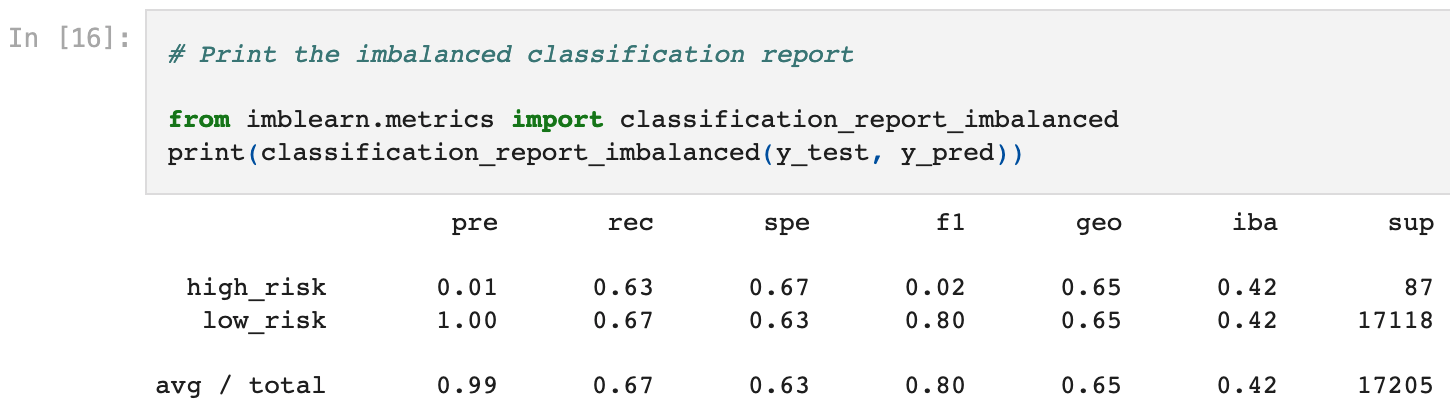 In [16]:
# Print the imbalanced classification report
from imblearn.metrics import classification_report_imbalanced
print(classification_report_imbalanced(y_test, y_pred))
pre rec spe f1 geo iba sup
high_risk 0.01 0.63 0.67 0.02 0.65 0.42 87
low_risk 1.00 0.67 0.63 0.80 0.65 0.42 17118
avg / total 0.99 0.67 0.63 0.80 0.65 0.42 17205